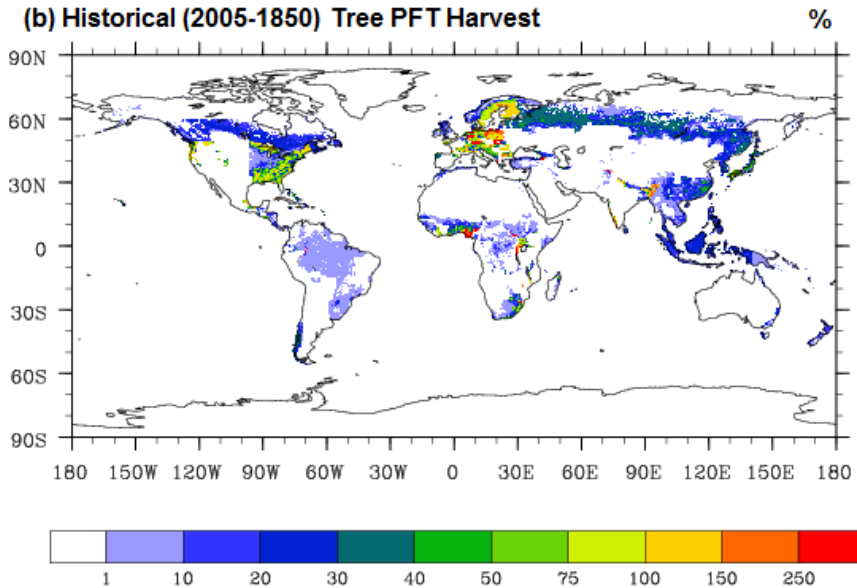 (b) Historical (2005-1850) Tree PFT Harvest %
90N
60N
30N
0
30S
60S
90S
180 150W 120W 90W 60W 30W 0 30E 60E 90E 120E 150E 180
1 10 20 30 40 50 75 100 150 250